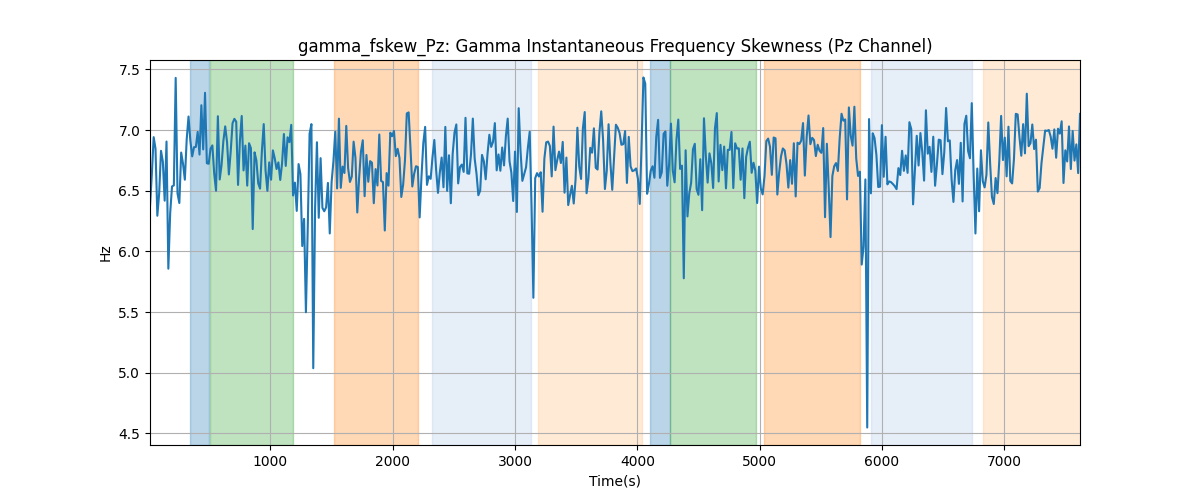 gamma_fskew_Pz: Gamma Instantaneous Frequency Skewness (Pz Channel)
7.5
7.0
6.5
6.0
5.5
5.0
4.5
Hz
1000 2000 3000 4000 5000 6000 7000
Time(s)